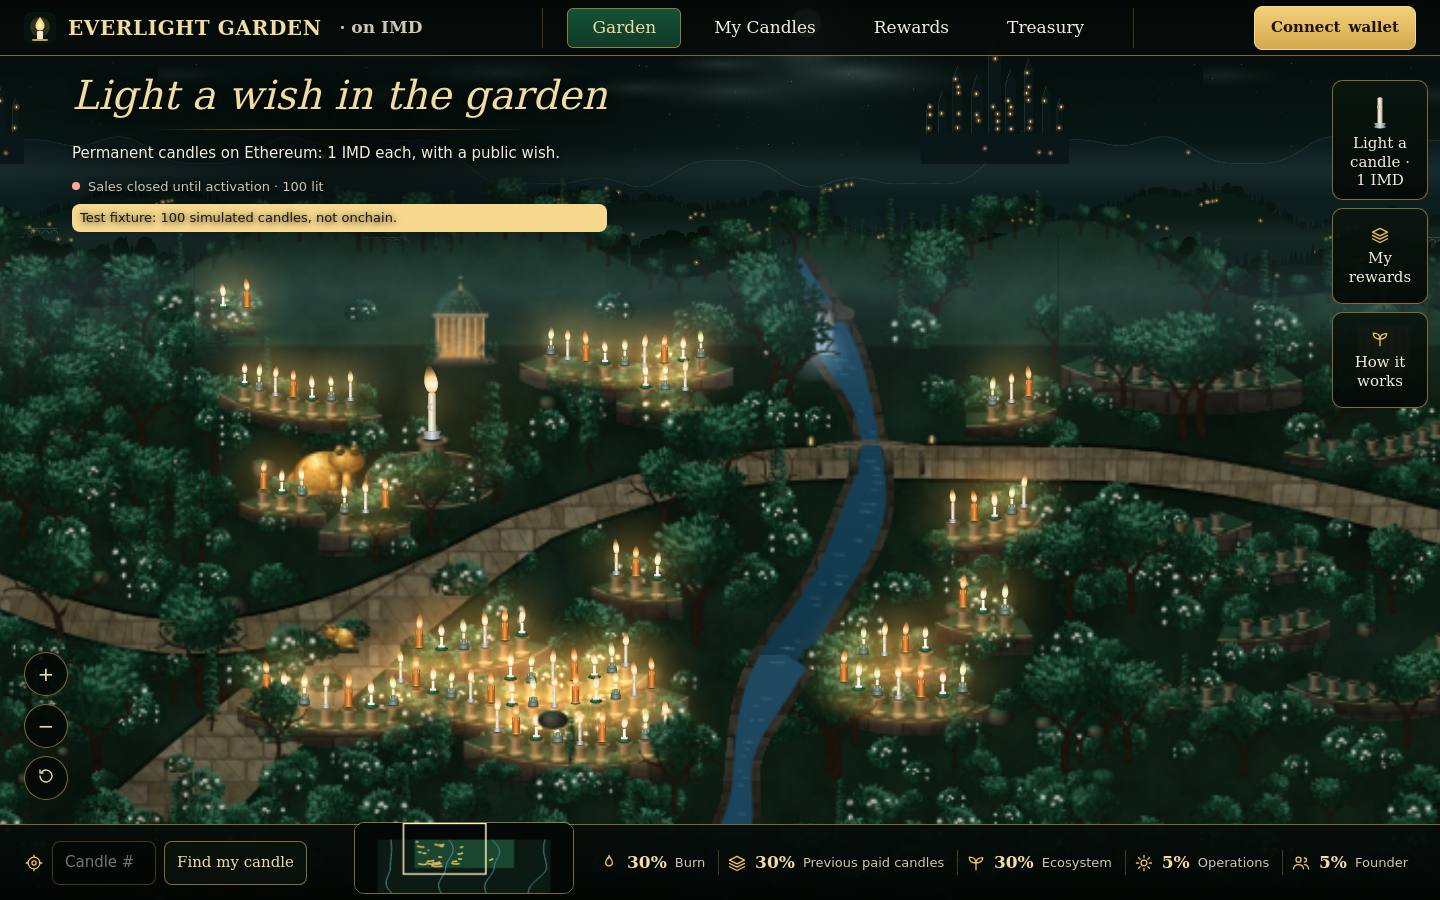 EVERLIGHT GARDEN · on IMD
Garden
My Candles
Rewards
Treasury
Connect wallet
Light a wish in the garden
Permanent candles on Ethereum: 1 IMD each, with a public wish.
Sales closed until activation · 100 lit
Test fixture: 100 simulated candles, not onchain.
Light a
candle ·
1 IMD
My
rewards
How it
works
+
−
Candle #
Find my candle
30% Burn
30% Previous paid candles
30% Ecosystem
5% Operations
5% Founder